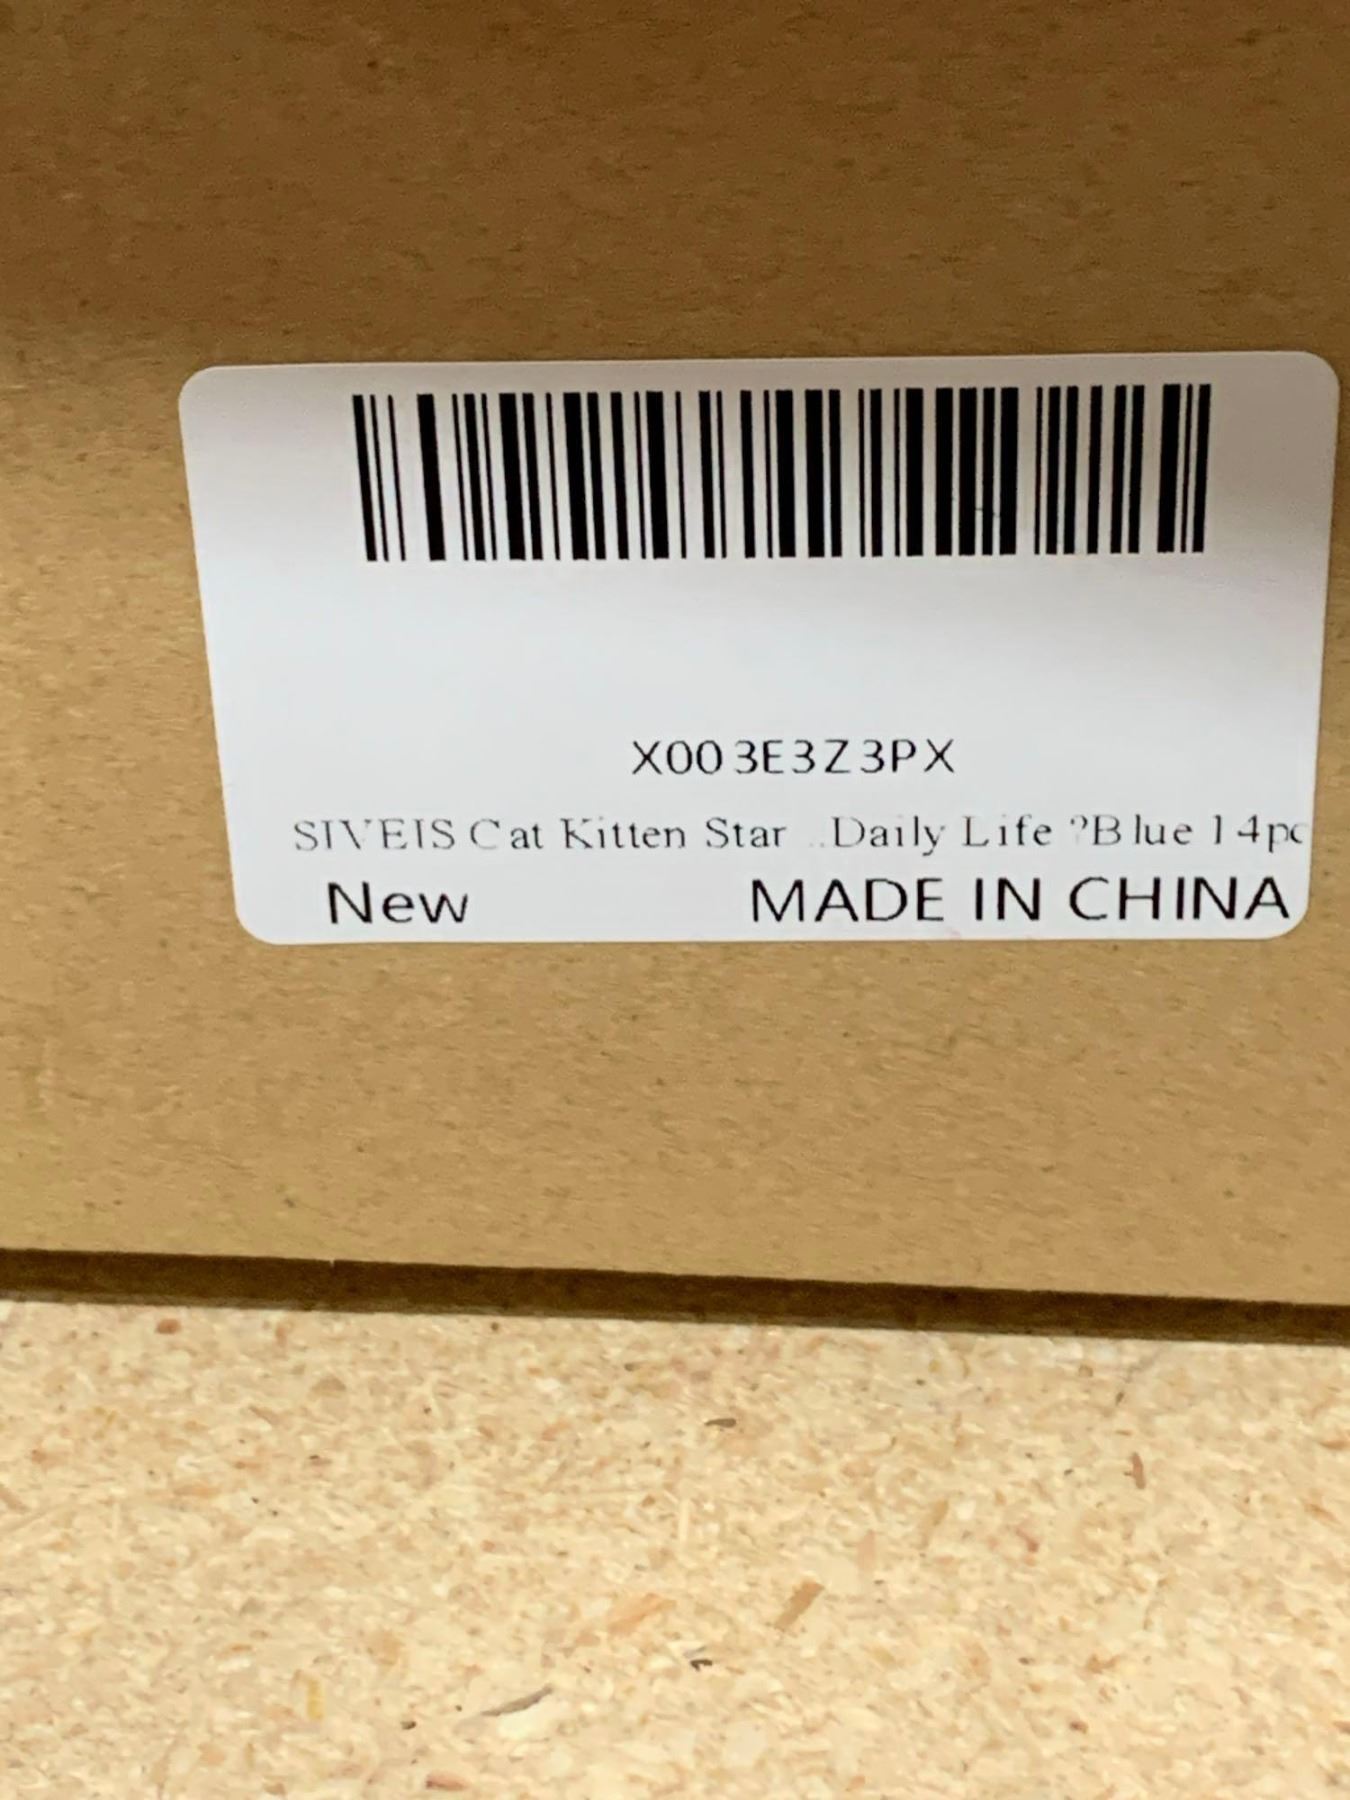 X003E3Z3PX
SIVEIS Cat Kitten Star ...Daily Life ?Blue 14pc
New MADE IN CHINA